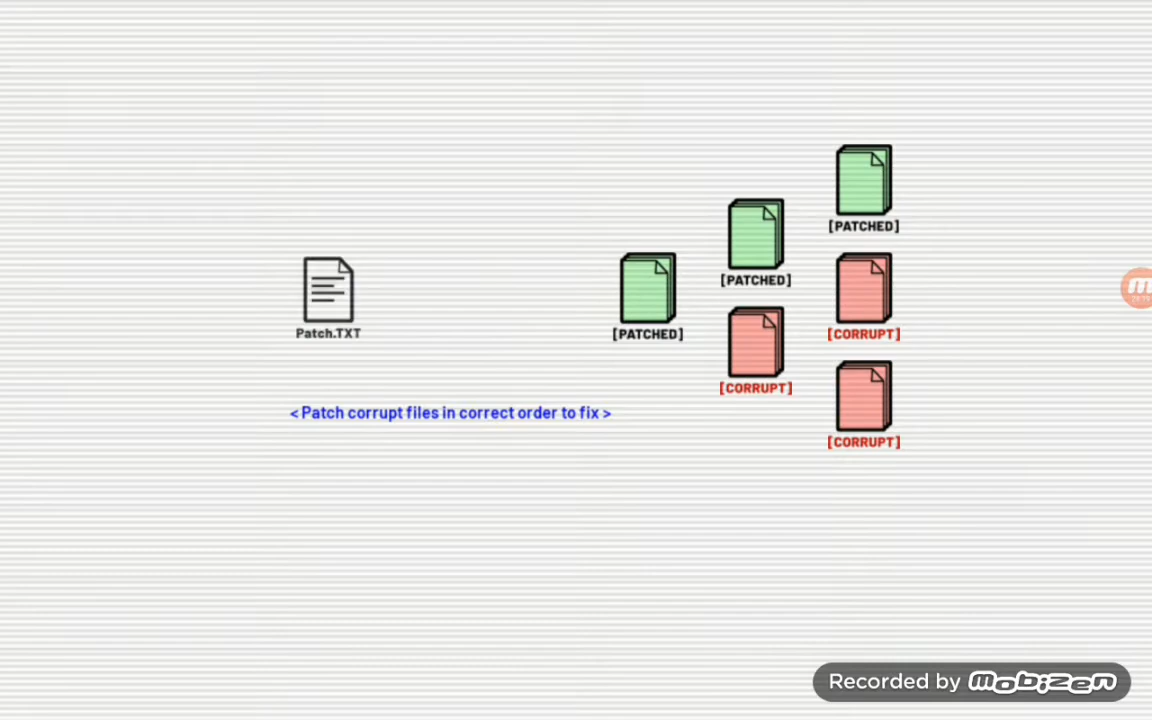 [PATCHED]
[PATCHED]
Patch.TXT
[PATCHED]
[CORRUPT]
[CORRUPT]
<Patch corrupt files in correct order to fix >
[CORRUPT]
Recorded by mobizen